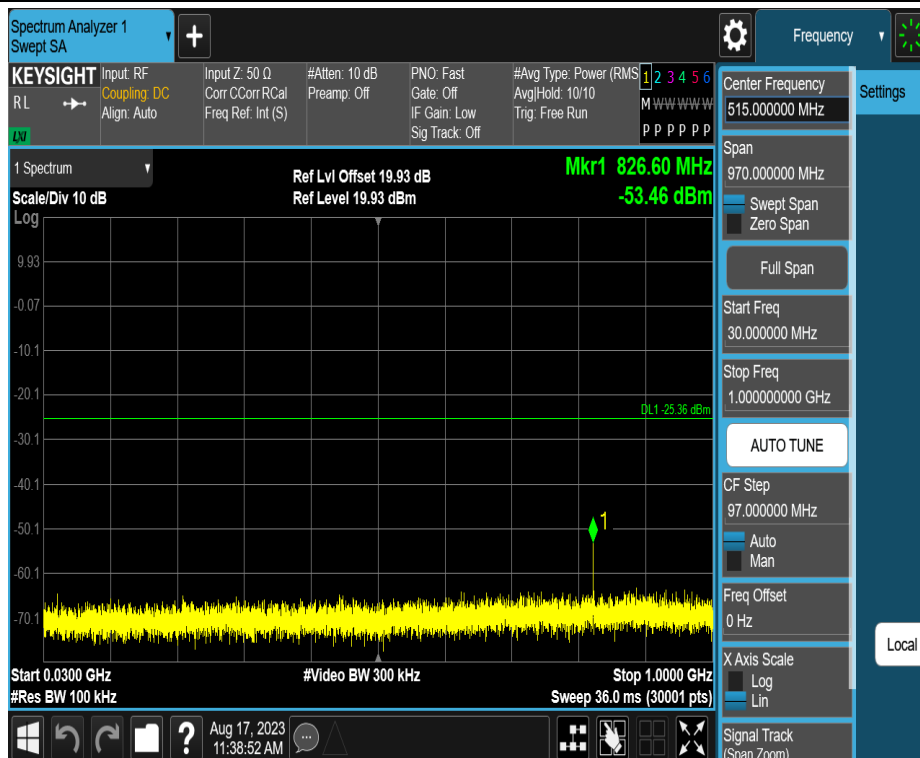 Spectrum Analyzer 1
Swept SA
+
Frequency
KEYSIGHT
RL
LXI
Input: RF
Coupling: DC
Align: Auto
Input Z: 50 Ω
Corr CCorr RCal
Freq Ref: Int (S)
#Atten: 10 dB
Preamp: Off
PNO: Fast
Gate: Off
IF Gain: Low
Sig Track: Off
#Avg Type: Power (RMS
Avg|Hold: 10/10
Trig: Free Run
1 2 3 4 5 6
M W W W W W
P P P P P P
1 Spectrum
Scale/Div 10 dB
Log
Ref Lvl Offset 19.93 dB
Ref Level 19.93 dBm
Mkr1 826.60 MHz
-53.46 dBm
9.93
-0.07
-10.1
-20.1
-30.1
-40.1
-50.1
-60.1
-70.1
DL1 -25.36 dBm
1
Start 0.0300 GHz
#Res BW 100 kHz
#Video BW 300 kHz
Stop 1.0000 GHz
Sweep 36.0 ms (30001 pts)
?
Aug 17, 2023
11:38:52 AM
Center Frequency
515.000000 MHz
Span
970.000000 MHz
Swept Span
Zero Span
Full Span
Start Freq
30.000000 MHz
Stop Freq
1.000000000 GHz
AUTO TUNE
CF Step
97.000000 MHz
Auto
Man
Freq Offset
0 Hz
X Axis Scale
Log
Lin
Signal Track
(Span Zoom)
Settings
Local